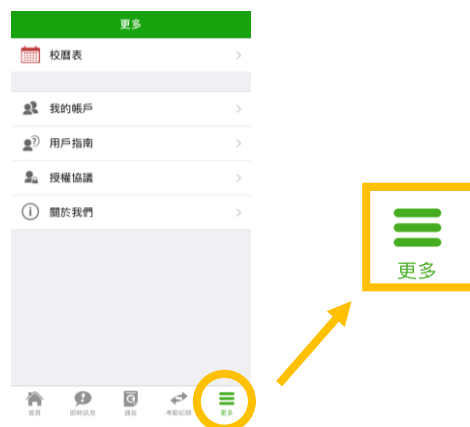 更多
校曆表
我的帳戶
用戶指南
授權協議
關於我們
更多
首頁
即時訊息
通告
考勤紀錄
更多